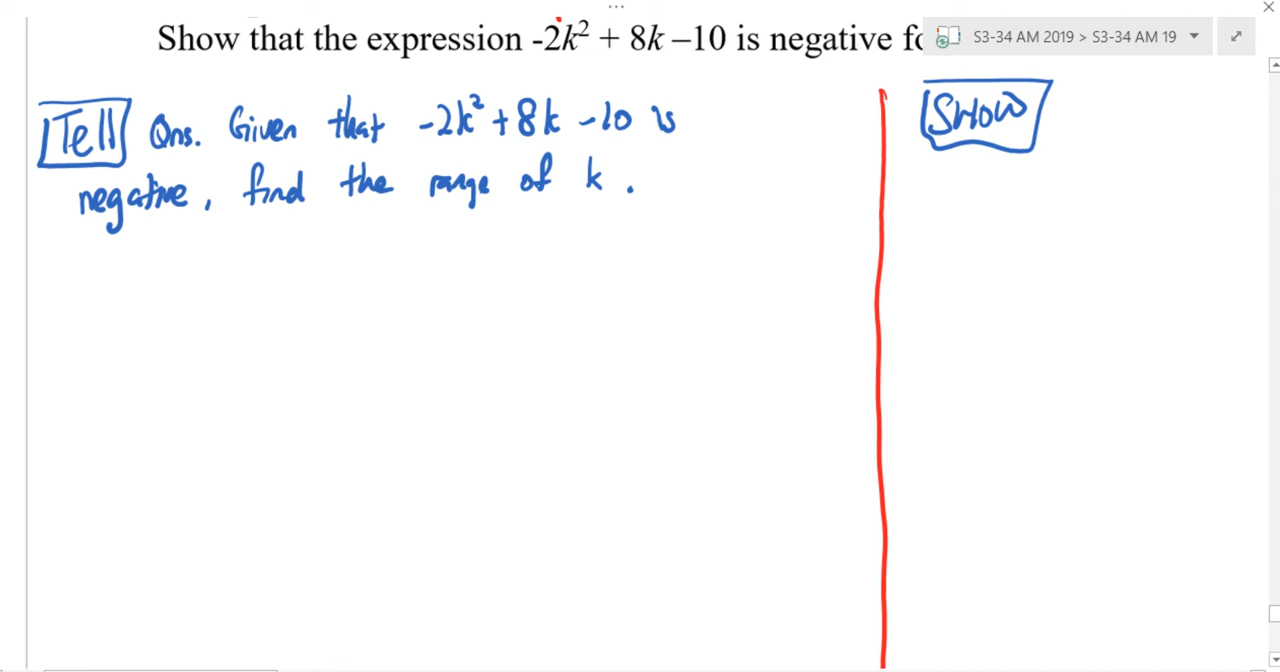 Show that the expression -2k² + 8k –10 is negative fo
S3-34 AM 2019 > S3-34 AM 19
Tell Qns. Given that -2k² + 8k - 10 is
negative, find the range of k.
SHOW